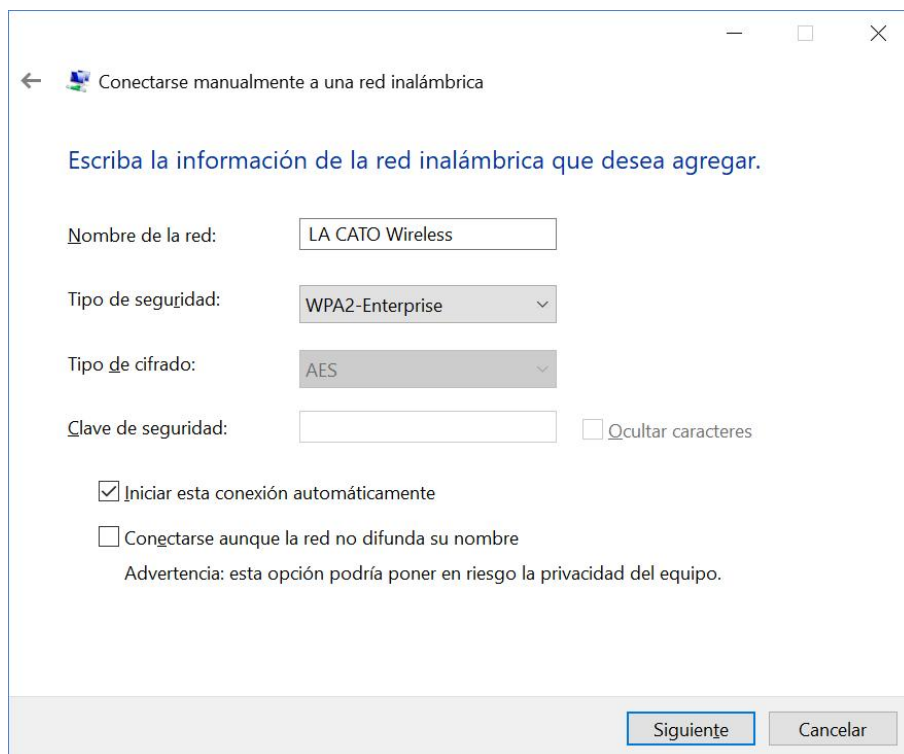 Conectarse manualmente a una red inalámbrica
Escriba la información de la red inalámbrica que desea agregar.
Nombre de la red: LA CATO Wireless
Tipo de seguridad: WPA2-Enterprise
Tipo de cifrado: AES
Clave de seguridad: Ocultar caracteres
Iniciar esta conexión automáticamente
Conectarse aunque la red no difunda su nombre
Advertencia: esta opción podría poner en riesgo la privacidad del equipo.
Siguiente Cancelar